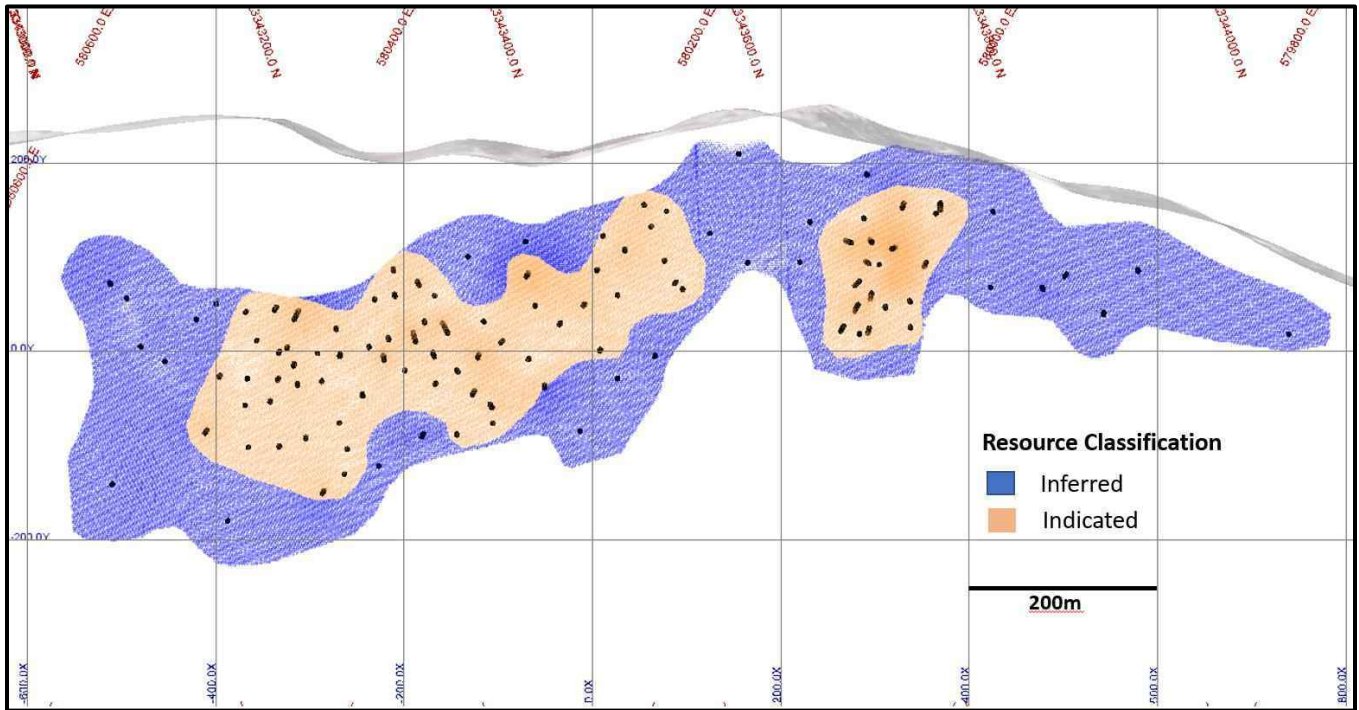 580600.0 E
3343200.0 N
580400.0 E
3343400.0 N
580200.0 E
3343600.0 N
3344000.0 N
579800.0 E
200.0Y
0.0Y
-200.0Y
Resource Classification
Inferred
Indicated
200m
-600.0X
-400.0X
-200.0X
0.0X
200.0X
400.0X
800.0X